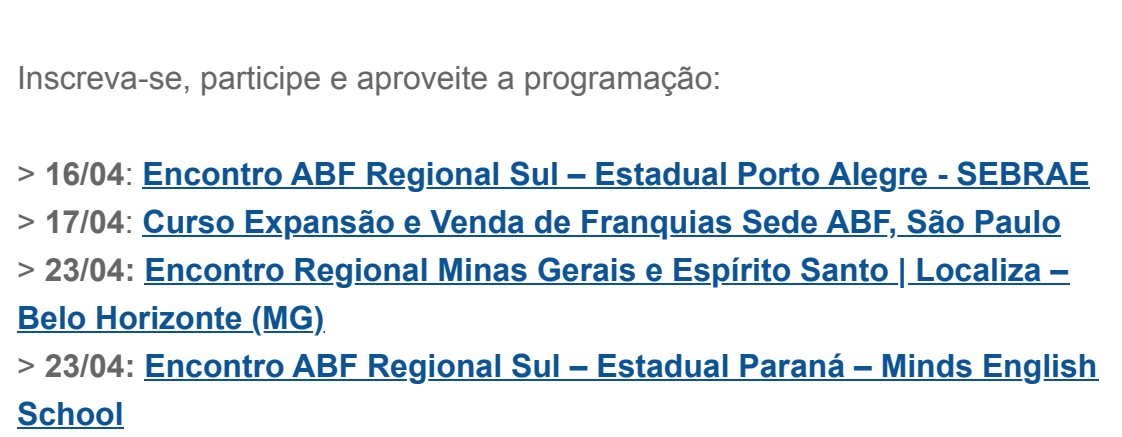 Inscreva-se, participe e aproveite a programação:
> 16/04: Encontro ABF Regional Sul – Estadual Porto Alegre - SEBRAE
> 17/04: Curso Expansão e Venda de Franquias Sede ABF, São Paulo
> 23/04: Encontro Regional Minas Gerais e Espírito Santo | Localiza –
Belo Horizonte (MG)
> 23/04: Encontro ABF Regional Sul – Estadual Paraná – Minds English
School